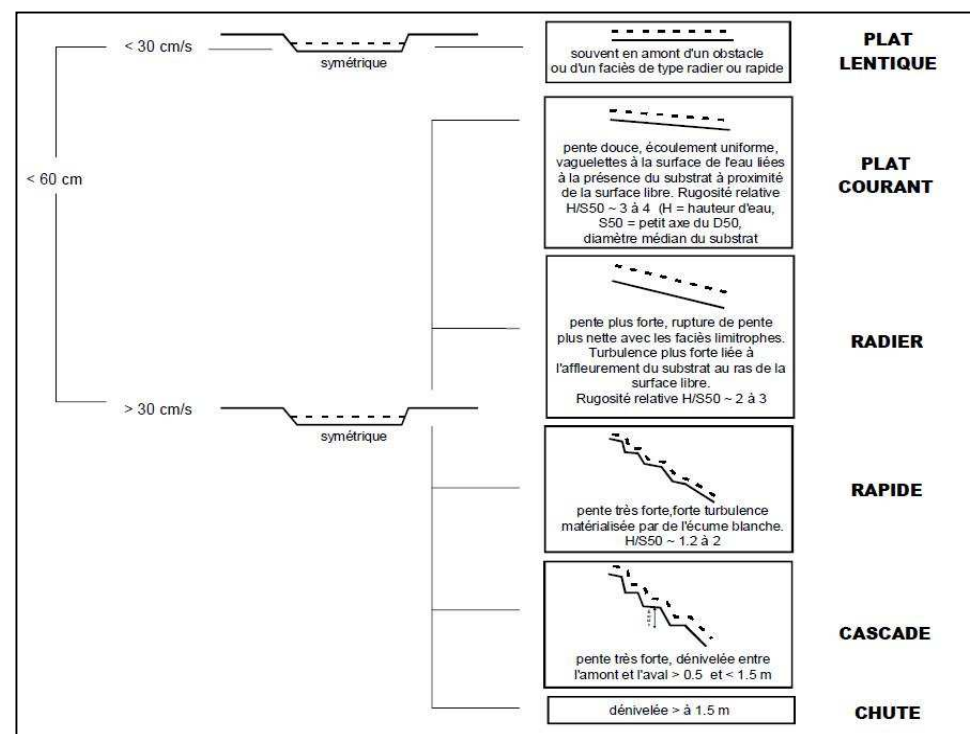 < 30 cm/s
symétrique
souvent en amont d'un obstacle
ou d'un faciès de type radier ou rapide
PLAT
LENTIQUE
< 60 cm
pente douce, écoulement uniforme,
vaguelettes à la surface de l'eau liées
à la présence du substrat à proximité
de la surface libre. Rugosité relative
H/S50 ~ 3 à 4 (H = hauteur d'eau,
S50 = petit axe du D50,
diamètre médian du substrat
PLAT
COURANT
pente plus forte, rupture de pente
plus nette avec les faciès limitrophes.
Turbulence plus forte liée à
l'affleurement du substrat au ras de la
surface libre.
Rugosité relative H/S50 ~ 2 à 3
RADIER
> 30 cm/s
symétrique
pente très forte,forte turbulence
matérialisée par de l'écume blanche.
H/S50 ~ 1.2 à 2
RAPIDE
pente très forte, dénivelée entre
l'amont et l'aval > 0.5 et < 1.5 m
CASCADE
dénivelée > à 1.5 m
CHUTE